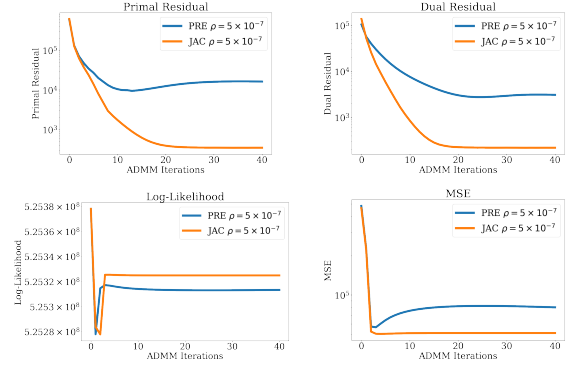 Primal Residual
PRE ρ = 5 × 10⁻⁷
JAC ρ = 5 × 10⁻⁷
Primal Residual
10⁵
10⁴
10³
0 10 20 30 40
ADMM Iterations
Dual Residual
PRE ρ = 5 × 10⁻⁷
JAC ρ = 5 × 10⁻⁷
Dual Residual
10⁵
10⁴
10³
0 10 20 30 40
ADMM Iterations
Log-Likelihood
PRE ρ = 5 × 10⁻⁷
JAC ρ = 5 × 10⁻⁷
Log-Likelihood
5.2538 × 10⁸
5.2536 × 10⁸
5.2534 × 10⁸
5.2532 × 10⁸
5.253 × 10⁸
5.2528 × 10⁸
0 10 20 30 40
ADMM Iterations
MSE
PRE ρ = 5 × 10⁻⁷
JAC ρ = 5 × 10⁻⁷
MSE
10⁵
0 10 20 30 40
ADMM Iterations